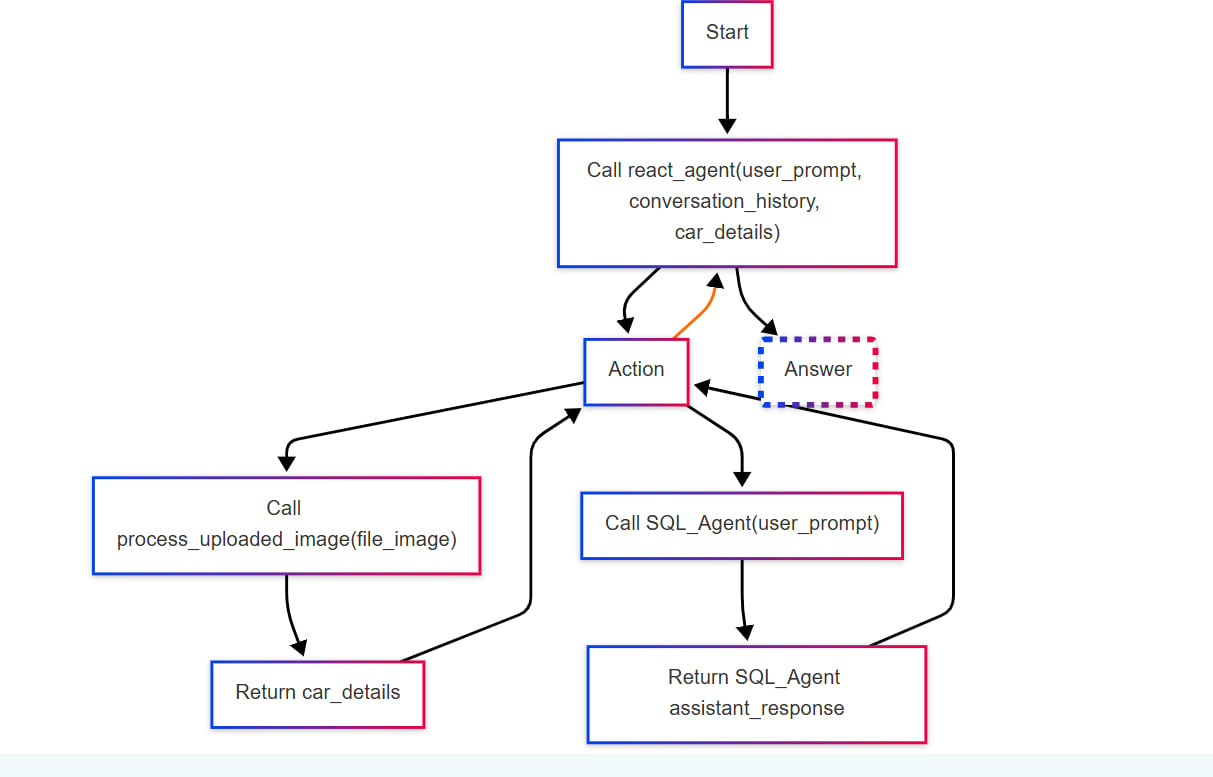 Start
Call react_agent(user_prompt,
conversation_history,
car_details)
Action
Answer
Call
process_uploaded_image(file_image)
Call SQL_Agent(user_prompt)
Return car_details
Return SQL_Agent
assistant_response